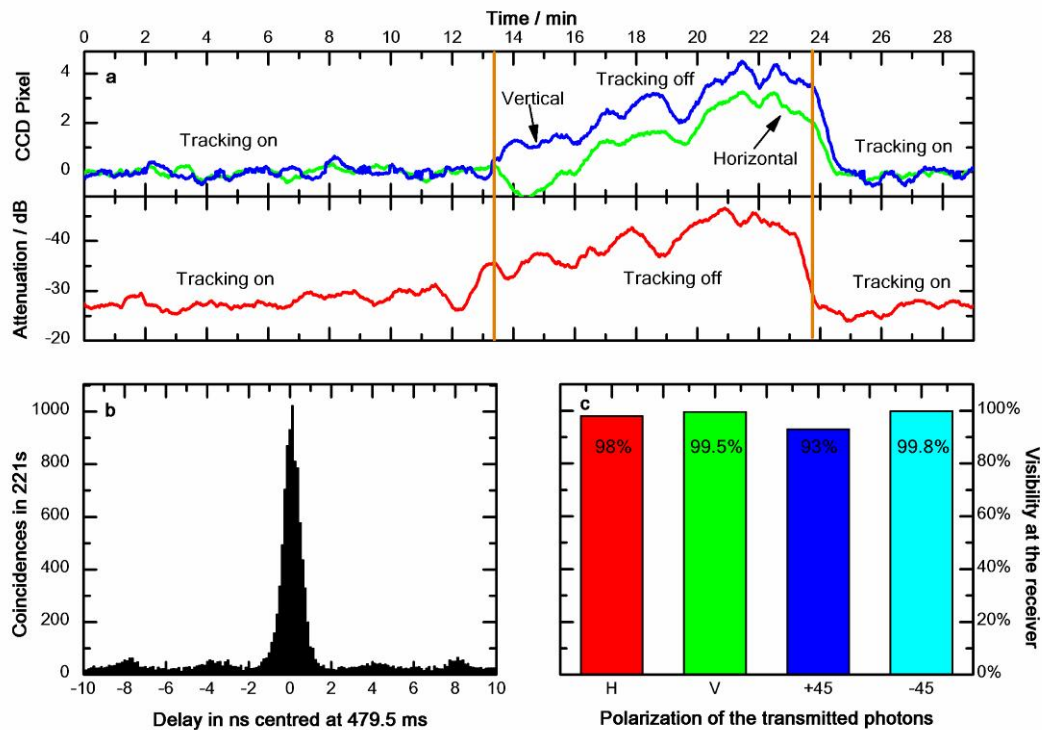 Time / min
0 2 4 6 8 10 12 14 16 18 20 22 24 26 28
a
4
2
0
CCD Pixel
Tracking on
Vertical
Tracking off
Horizontal
Tracking on
-40
-30
-20
Attenuation / dB
Tracking on
Tracking off
Tracking on
b
1000
800
600
400
200
0
Coincidences in 221s
-10 -8 -6 -4 -2 0 2 4 6 8 10
Delay in ns centred at 479.5 ms
c
98% 99.5% 93% 99.8%
100%
80%
60%
40%
20%
0%
Visibility at the receiver
H V +45 -45
Polarization of the transmitted photons